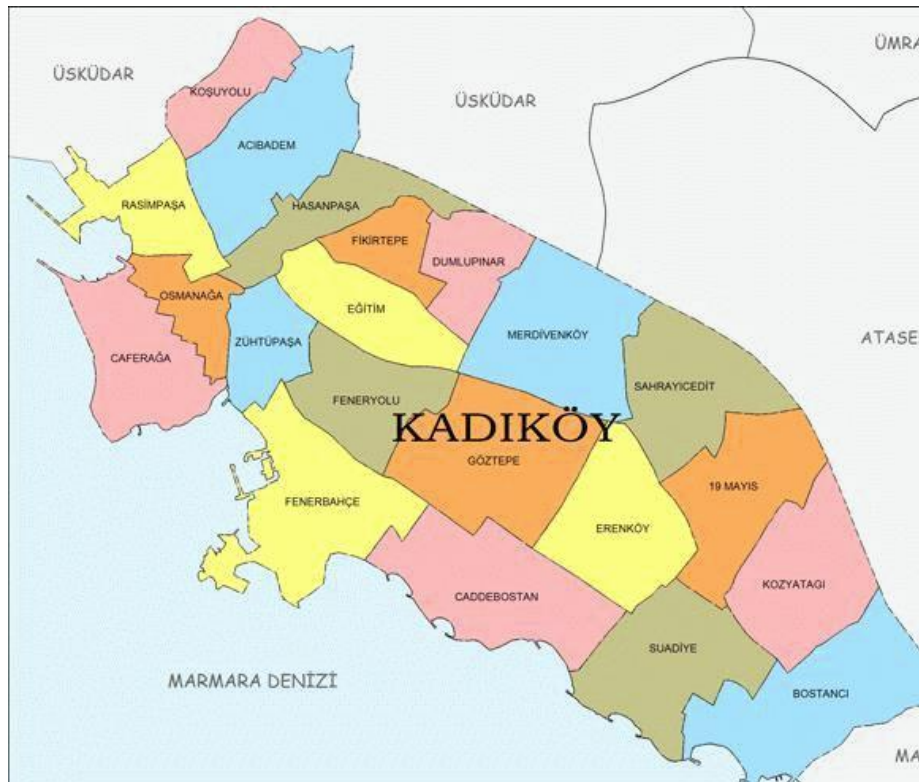 ÜMRA
ÜSKÜDAR
KOŞUYOLU
ÜSKÜDAR
ACIBADEM
RASİMPAŞA
HASANPAŞA
FİKİRTEPE
DUMLUPINAR
OSMANAĞA
EĞİTİM
MERDİVENKÖY
ATASE
ZÜHTÜPAŞA
CAFERAĞA
SAHRAYICEDİT
FENERYOLU
KADIKÖY
GÖZTEPE
19 MAYIS
FENERBAHÇE
ERENKÖY
KOZYATAGI
CADDEBOSTAN
SUADİYE
MARMARA DENİZİ
BOSTANCI
MA